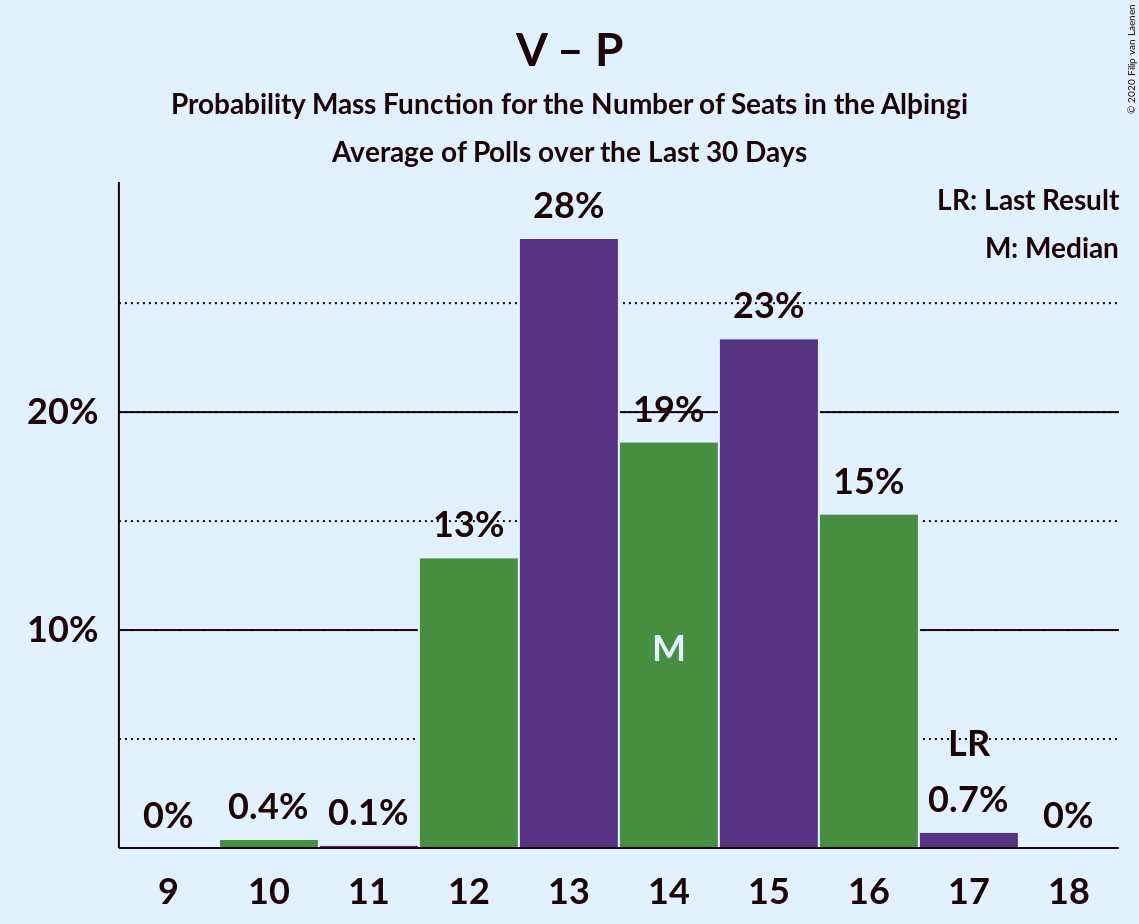 V – P
Probability Mass Function for the Number of Seats in the Alþingi
Average of Polls over the Last 30 Days
© 2020 Filip van Laenen
LR: Last Result
M: Median
28%
23%
20%
19%
15%
13%
10%
M
LR
0%
0.4%
0.1%
0.7%
0%
9 10 11 12 13 14 15 16 17 18